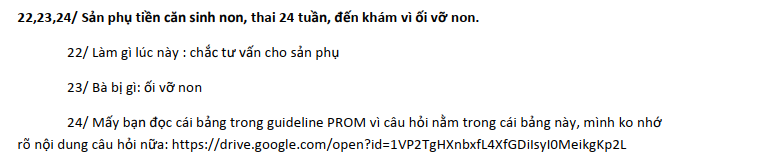 22,23,24/ Sản phụ tiền căn sinh non, thai 24 tuần, đến khám vì ối vỡ non.
22/ Làm gì lúc này : chắc tư vấn cho sản phụ
23/ Bà bị gì: ối vỡ non
24/ Mấy bạn đọc cái bảng trong guideline PROM vì câu hỏi nằm trong cái bảng này, mình ko nhớ
rõ nội dung câu hỏi nữa: https://drive.google.com/open?id=1VP2TgHXnbxfL4XfGDiIsyI0MeikgKp2L